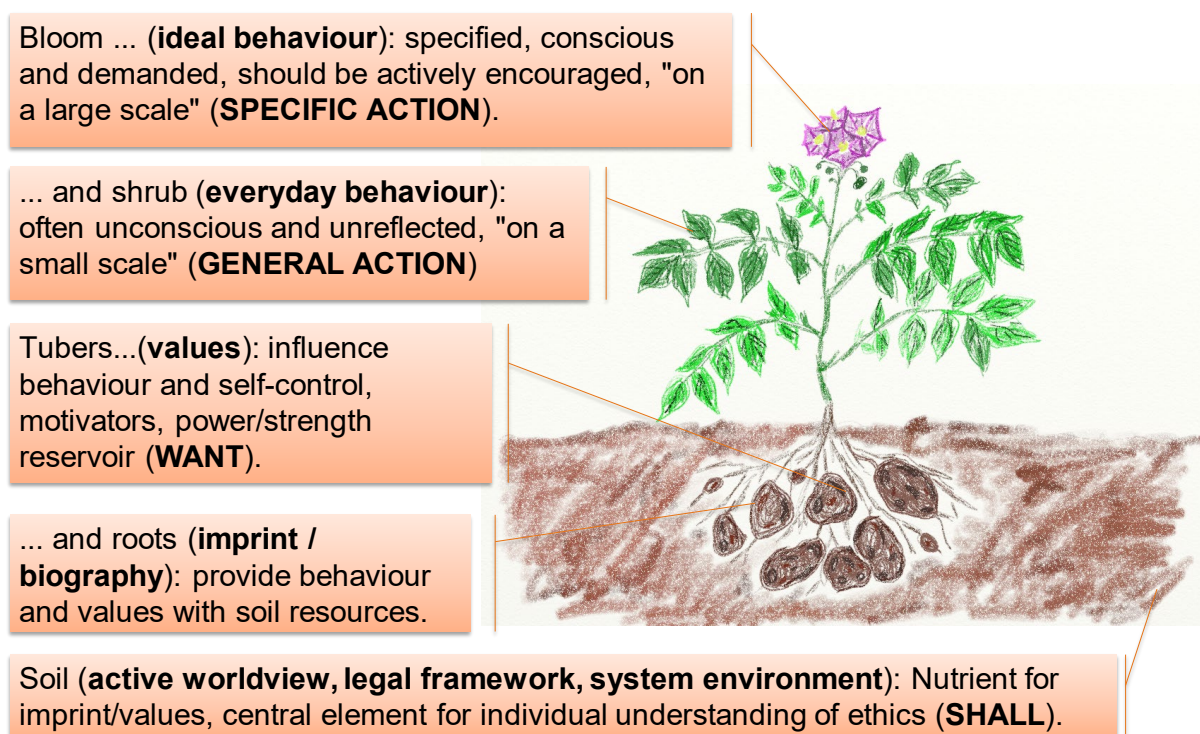 Bloom ... (ideal behaviour): specified, conscious
and demanded, should be actively encouraged, "on
a large scale" (SPECIFIC ACTION).
... and shrub (everyday behaviour):
often unconscious and unreflected, "on a
small scale" (GENERAL ACTION)
Tubers...(values): influence
behaviour and self-control,
motivators, power/strength
reservoir (WANT).
... and roots (imprint /
biography): provide behaviour
and values with soil resources.
Soil (active worldview, legal framework, system environment): Nutrient for
imprint/values, central element for individual understanding of ethics (SHALL).